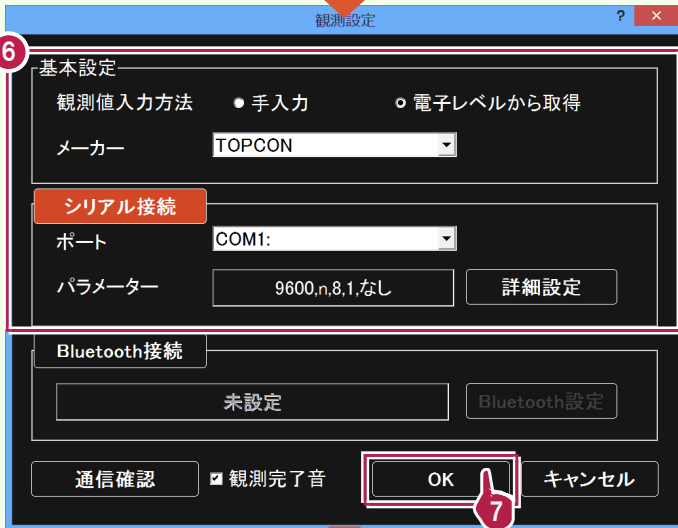 観測設定 ? ×
6
基本設定
観測値入力方法 手入力 電子レベルから取得
メーカー TOPCON
シリアル接続
ポート COM1:
パラメーター 9600,n,8,1,なし 詳細設定
Bluetooth接続
未設定 Bluetooth設定
通信確認 観測完了音 OK キャンセル
7